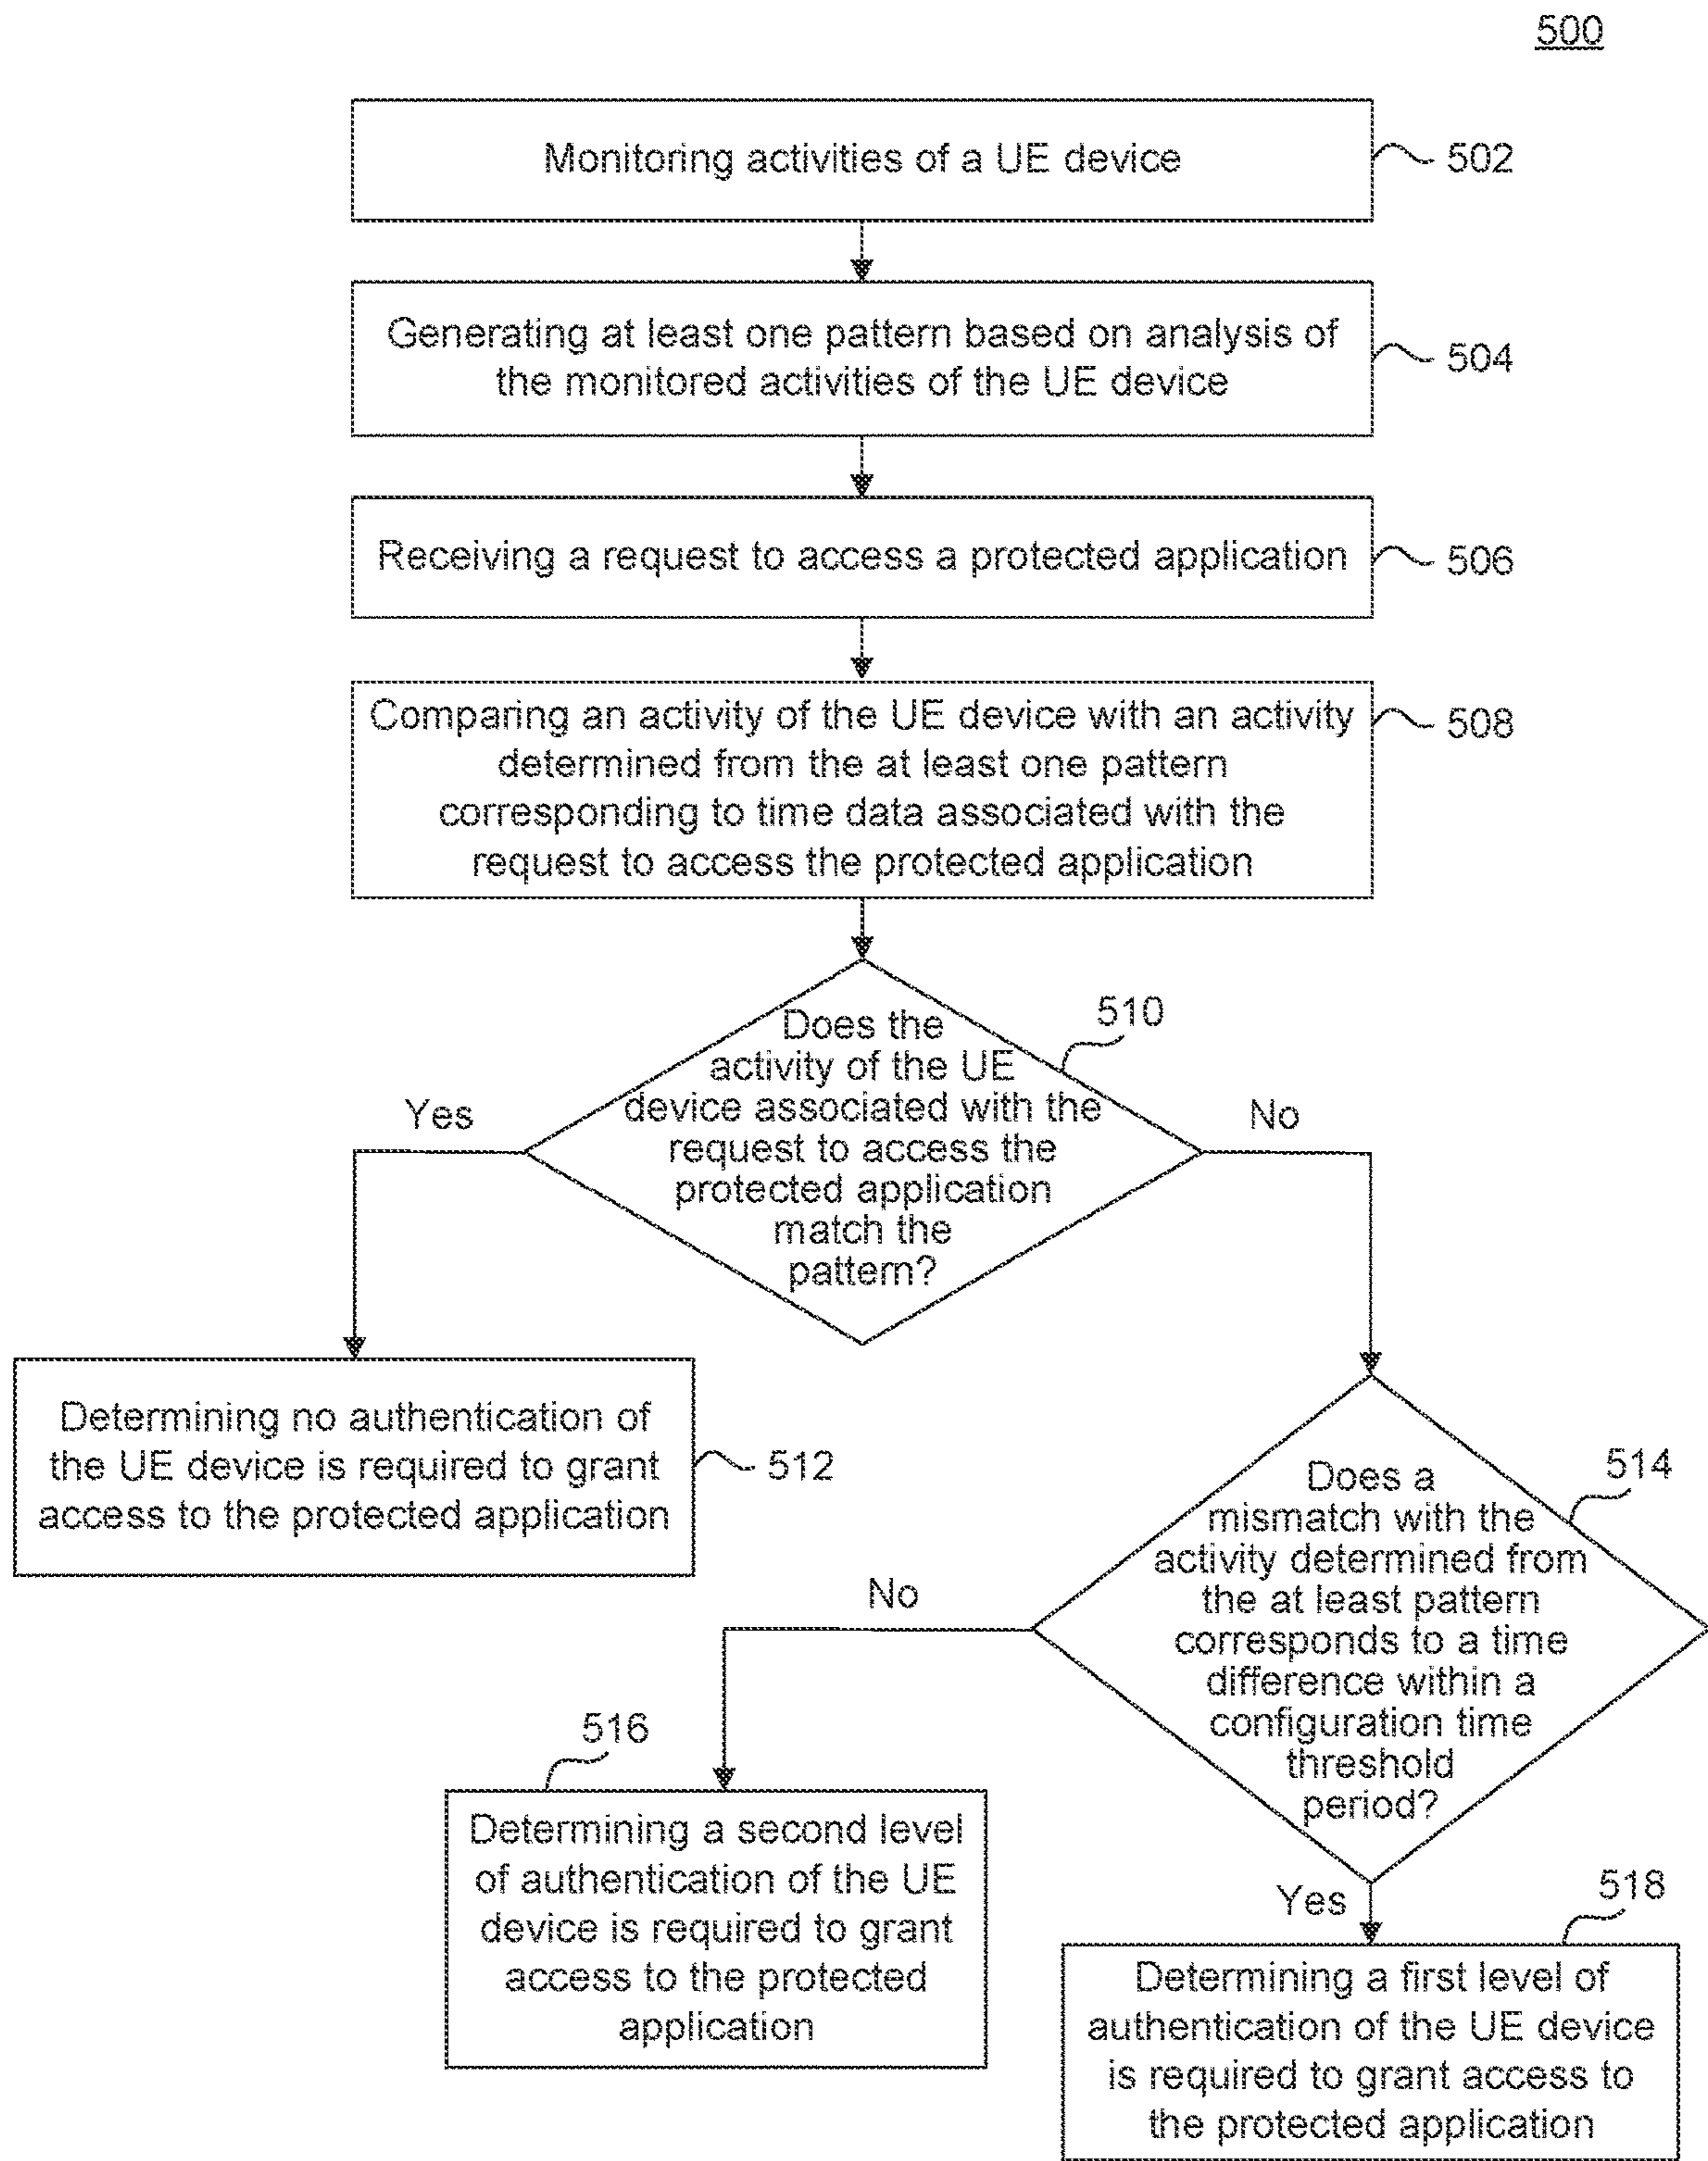 500
Monitoring activities of a UE device
502
Generating at least one pattern based on analysis of
the monitored activities of the UE device
504
Receiving a request to access a protected application
506
Comparing an activity of the UE device with an activity
determined from the at least one pattern
corresponding to time data associated with the
request to access the protected application
508
Does the
activity of the UE
device associated with the
request to access the
protected application
match the
pattern?
510
Yes
No
Determining no authentication of
the UE device is required to grant
access to the protected application
512
Does a
mismatch with the
activity determined from
the at least pattern
corresponds to a time
difference within a
configuration time
threshold
period?
514
No
516
Determining a second level
of authentication of the UE
device is required to grant
access to the protected
application
Yes
518
Determining a first level of
authentication of the UE device
is required to grant access to
the protected application